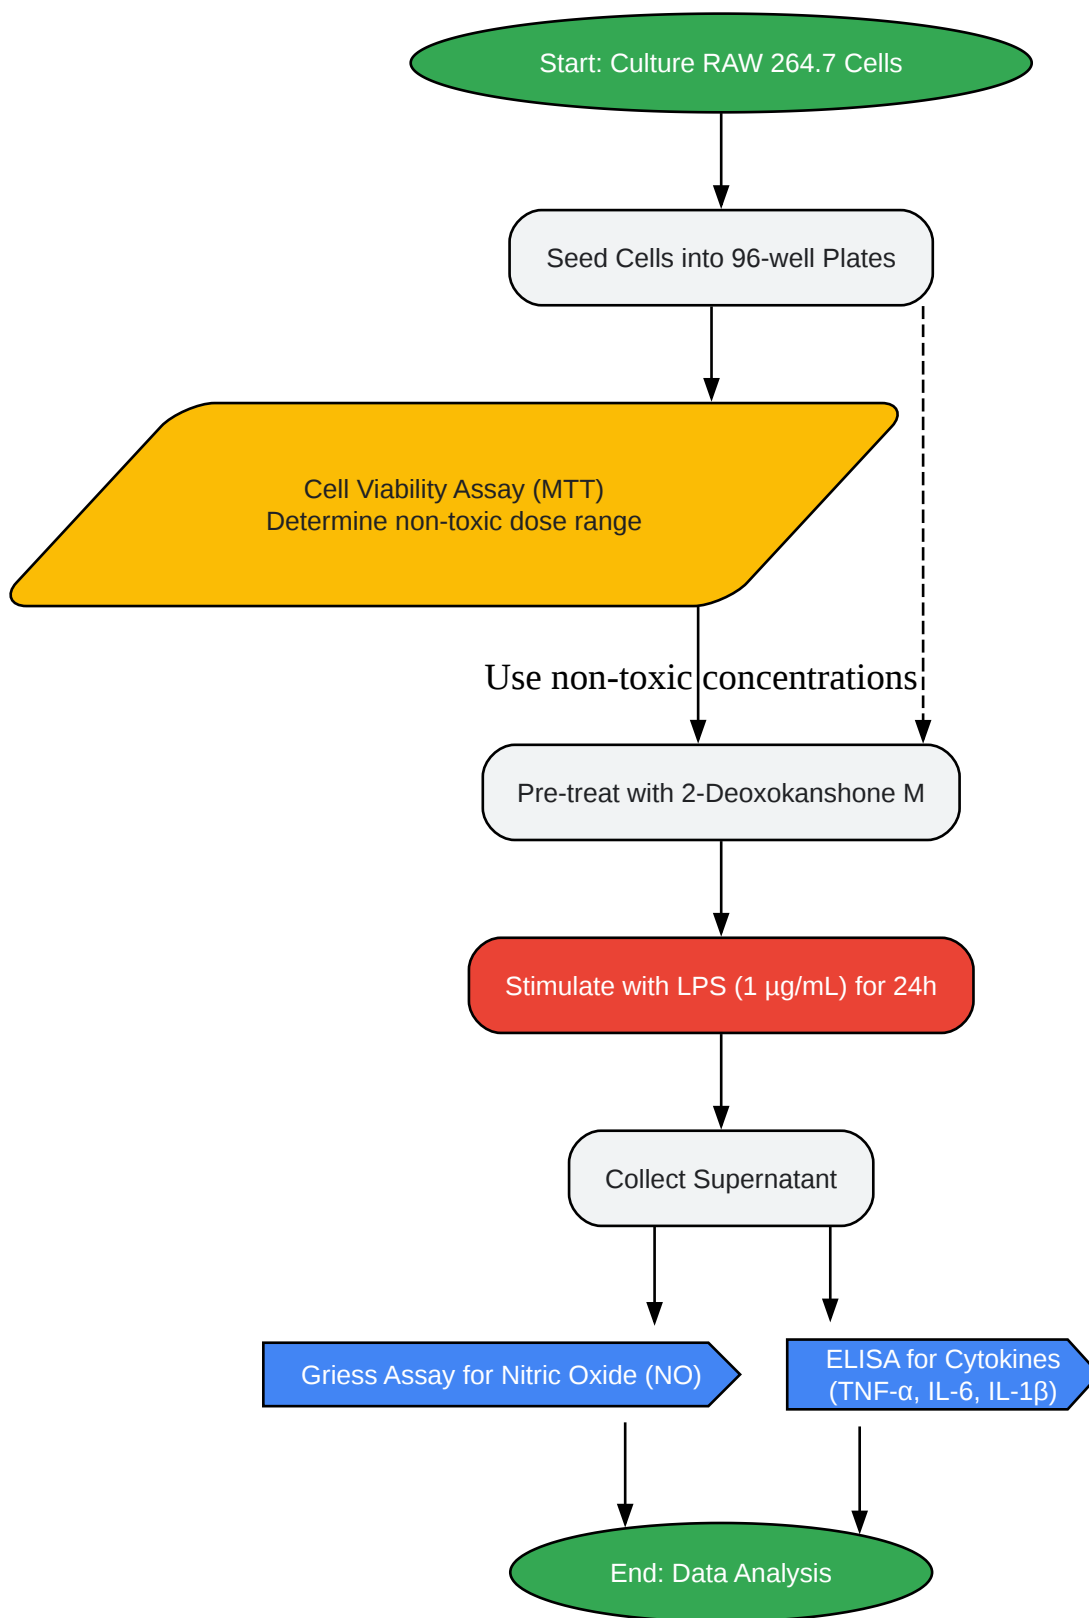 Start: Culture RAW 264.7 Cells
Seed Cells into 96-well Plates
Cell Viability Assay (MTT)
Determine non-toxic dose range
Use non-toxic concentrations
Pre-treat with 2-Deoxokanshone M
Stimulate with LPS (1 µg/mL) for 24h
Collect Supernatant
Griess Assay for Nitric Oxide (NO)
ELISA for Cytokines
(TNF-α, IL-6, IL-1β)
End: Data Analysis